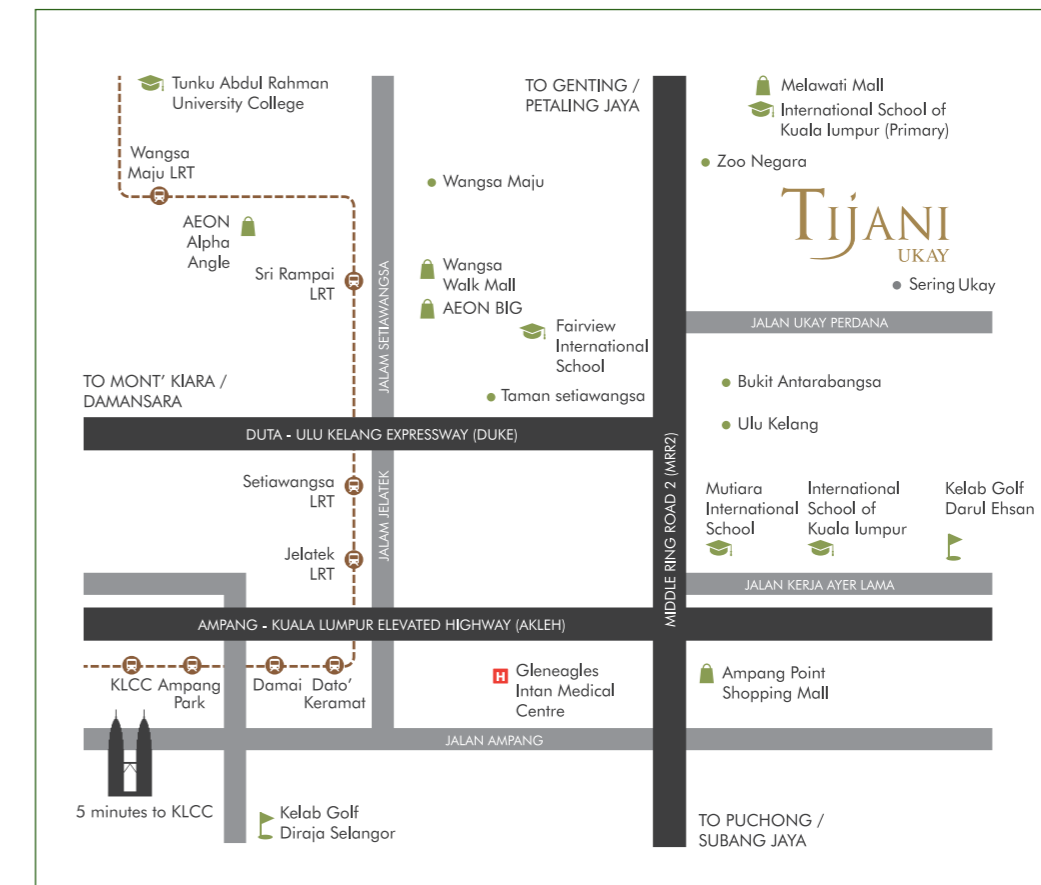 Tunku Abdul Rahman
University College
TO GENTING /
PETALING JAYA
Melawati Mall
International School of
Kuala lumpur (Primary)
Wangsa
Maju LRT
Wangsa Maju
Zoo Negara
TIJANI
UKAY
AEON
Alpha
Angle
Sri Rampai
LRT
JALAM SETIAWANGSA
Wangsa
Walk Mall
AEON BIG
Sering Ukay
JALAN UKAY PERDANA
Fairview
International
School
TO MONT' KIARA /
DAMANSARA
Taman setiawangsa
Bukit Antarabangsa
Ulu Kelang
DUTA - ULU KELANG EXPRESSWAY (DUKE)
MIDDLE RING ROAD 2 (MRR2)
Setiawangsa
LRT
JALAM JELATEK
Jelatek
LRT
Mutiara
International
School
International
School of
Kuala lumpur
Kelab Golf
Darul Ehsan
JALAN KERJA AYER LAMA
AMPANG - KUALA LUMPUR ELEVATED HIGHWAY (AKLEH)
KLCC
Ampang
Park
Damai
Dato'
Keramat
H
Gleneagles
Intan Medical
Centre
Ampang Point
Shopping Mall
JALAN AMPANG
5 minutes to KLCC
Kelab Golf
Diraja Selangor
TO PUCHONG /
SUBANG JAYA